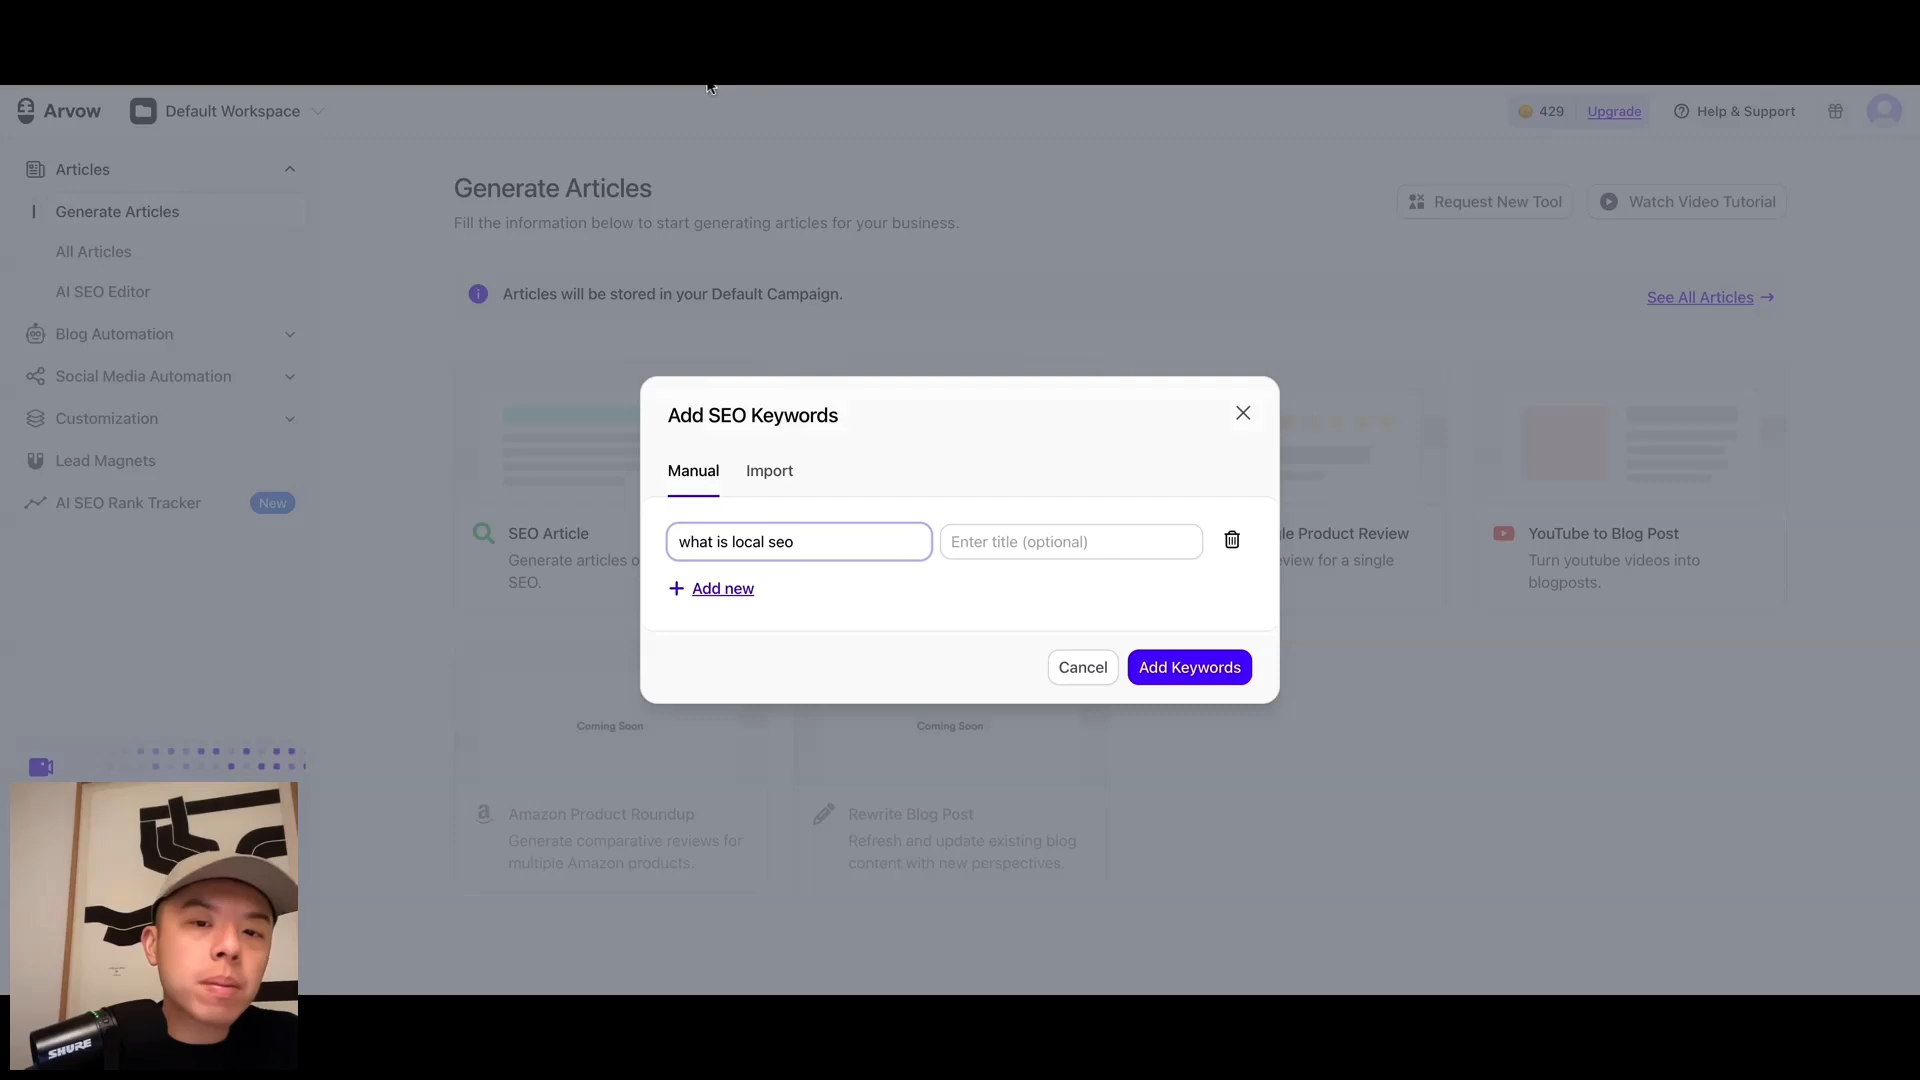 Arvow
Default Workspace
429
Upgrade
Help & Support
Articles
Generate Articles
All Articles
AI SEO Editor
Blog Automation
Social Media Automation
Customization
Lead Magnets
AI SEO Rank Tracker
New
Generate Articles
Fill the information below to start generating articles for your business.
Request New Tool
Watch Video Tutorial
Articles will be stored in your Default Campaign.
See All Articles
Add SEO Keywords
Manual
Import
what is local seo
Enter title (optional)
Add new
Cancel
Add Keywords
SEO Article
Generate articles o
SEO.
le Product Review
view for a single
YouTube to Blog Post
Turn youtube videos into
blogposts.
Coming Soon
Coming Soon
Amazon Product Roundup
Generate comparative reviews for
multiple Amazon products.
Rewrite Blog Post
Refresh and update existing blog
content with new perspectives.
SHURE